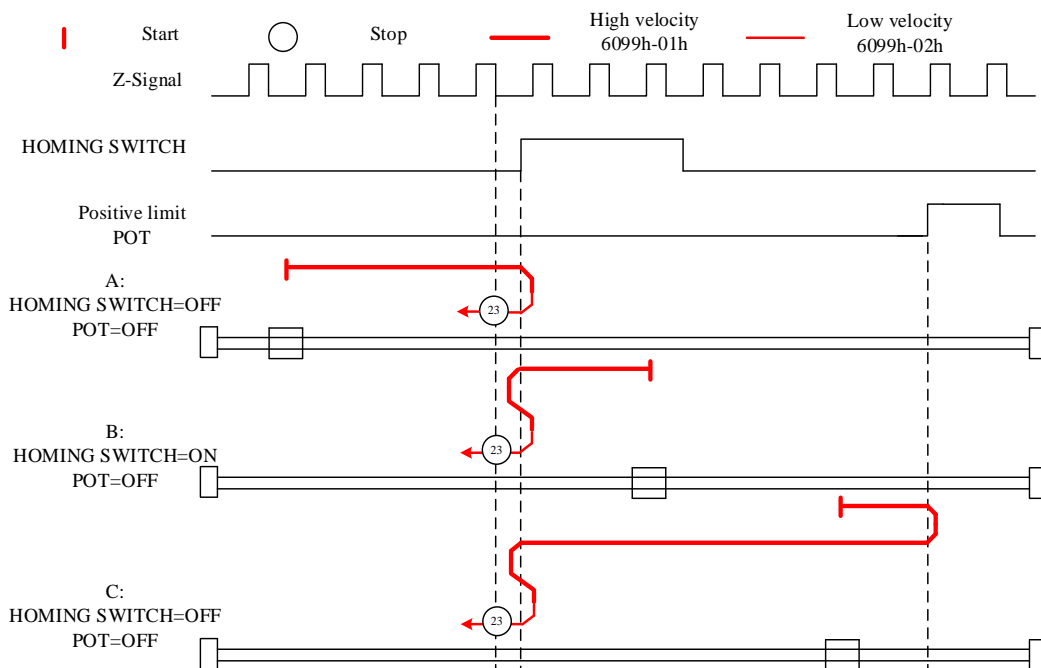 Start
Stop
High velocity
6099h-01h
Low velocity
6099h-02h
Z-Signal
HOMING SWITCH
Positive limit
POT
A:
HOMING SWITCH=OFF
POT=OFF
23
B:
HOMING SWITCH=ON
POT=OFF
23
C:
HOMING SWITCH=OFF
POT=OFF
23